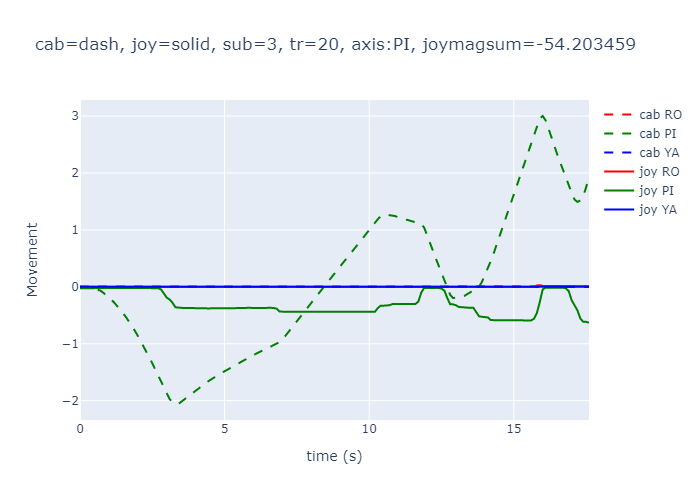 cab=dash, joy=solid, sub=3, tr=20, axis:PI, joymagsum=-54.203459
3
2
1
0
−1
−2
Movement
0
5
10
15
time (s)
cab RO
cab PI
cab YA
joy RO
joy PI
joy YA